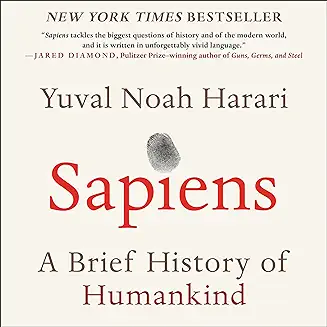 NEW YORK TIMES BESTSELLER
"Sapiens tackles the biggest questions of history and of the modern
world, and it is written in unforgettably vivid language."
—JARED DIAMOND, Pulitzer Prize–winning author of Guns, Germs, and Steel
Yuval Noah Harari
Sapiens
A Brief History of
Humankind